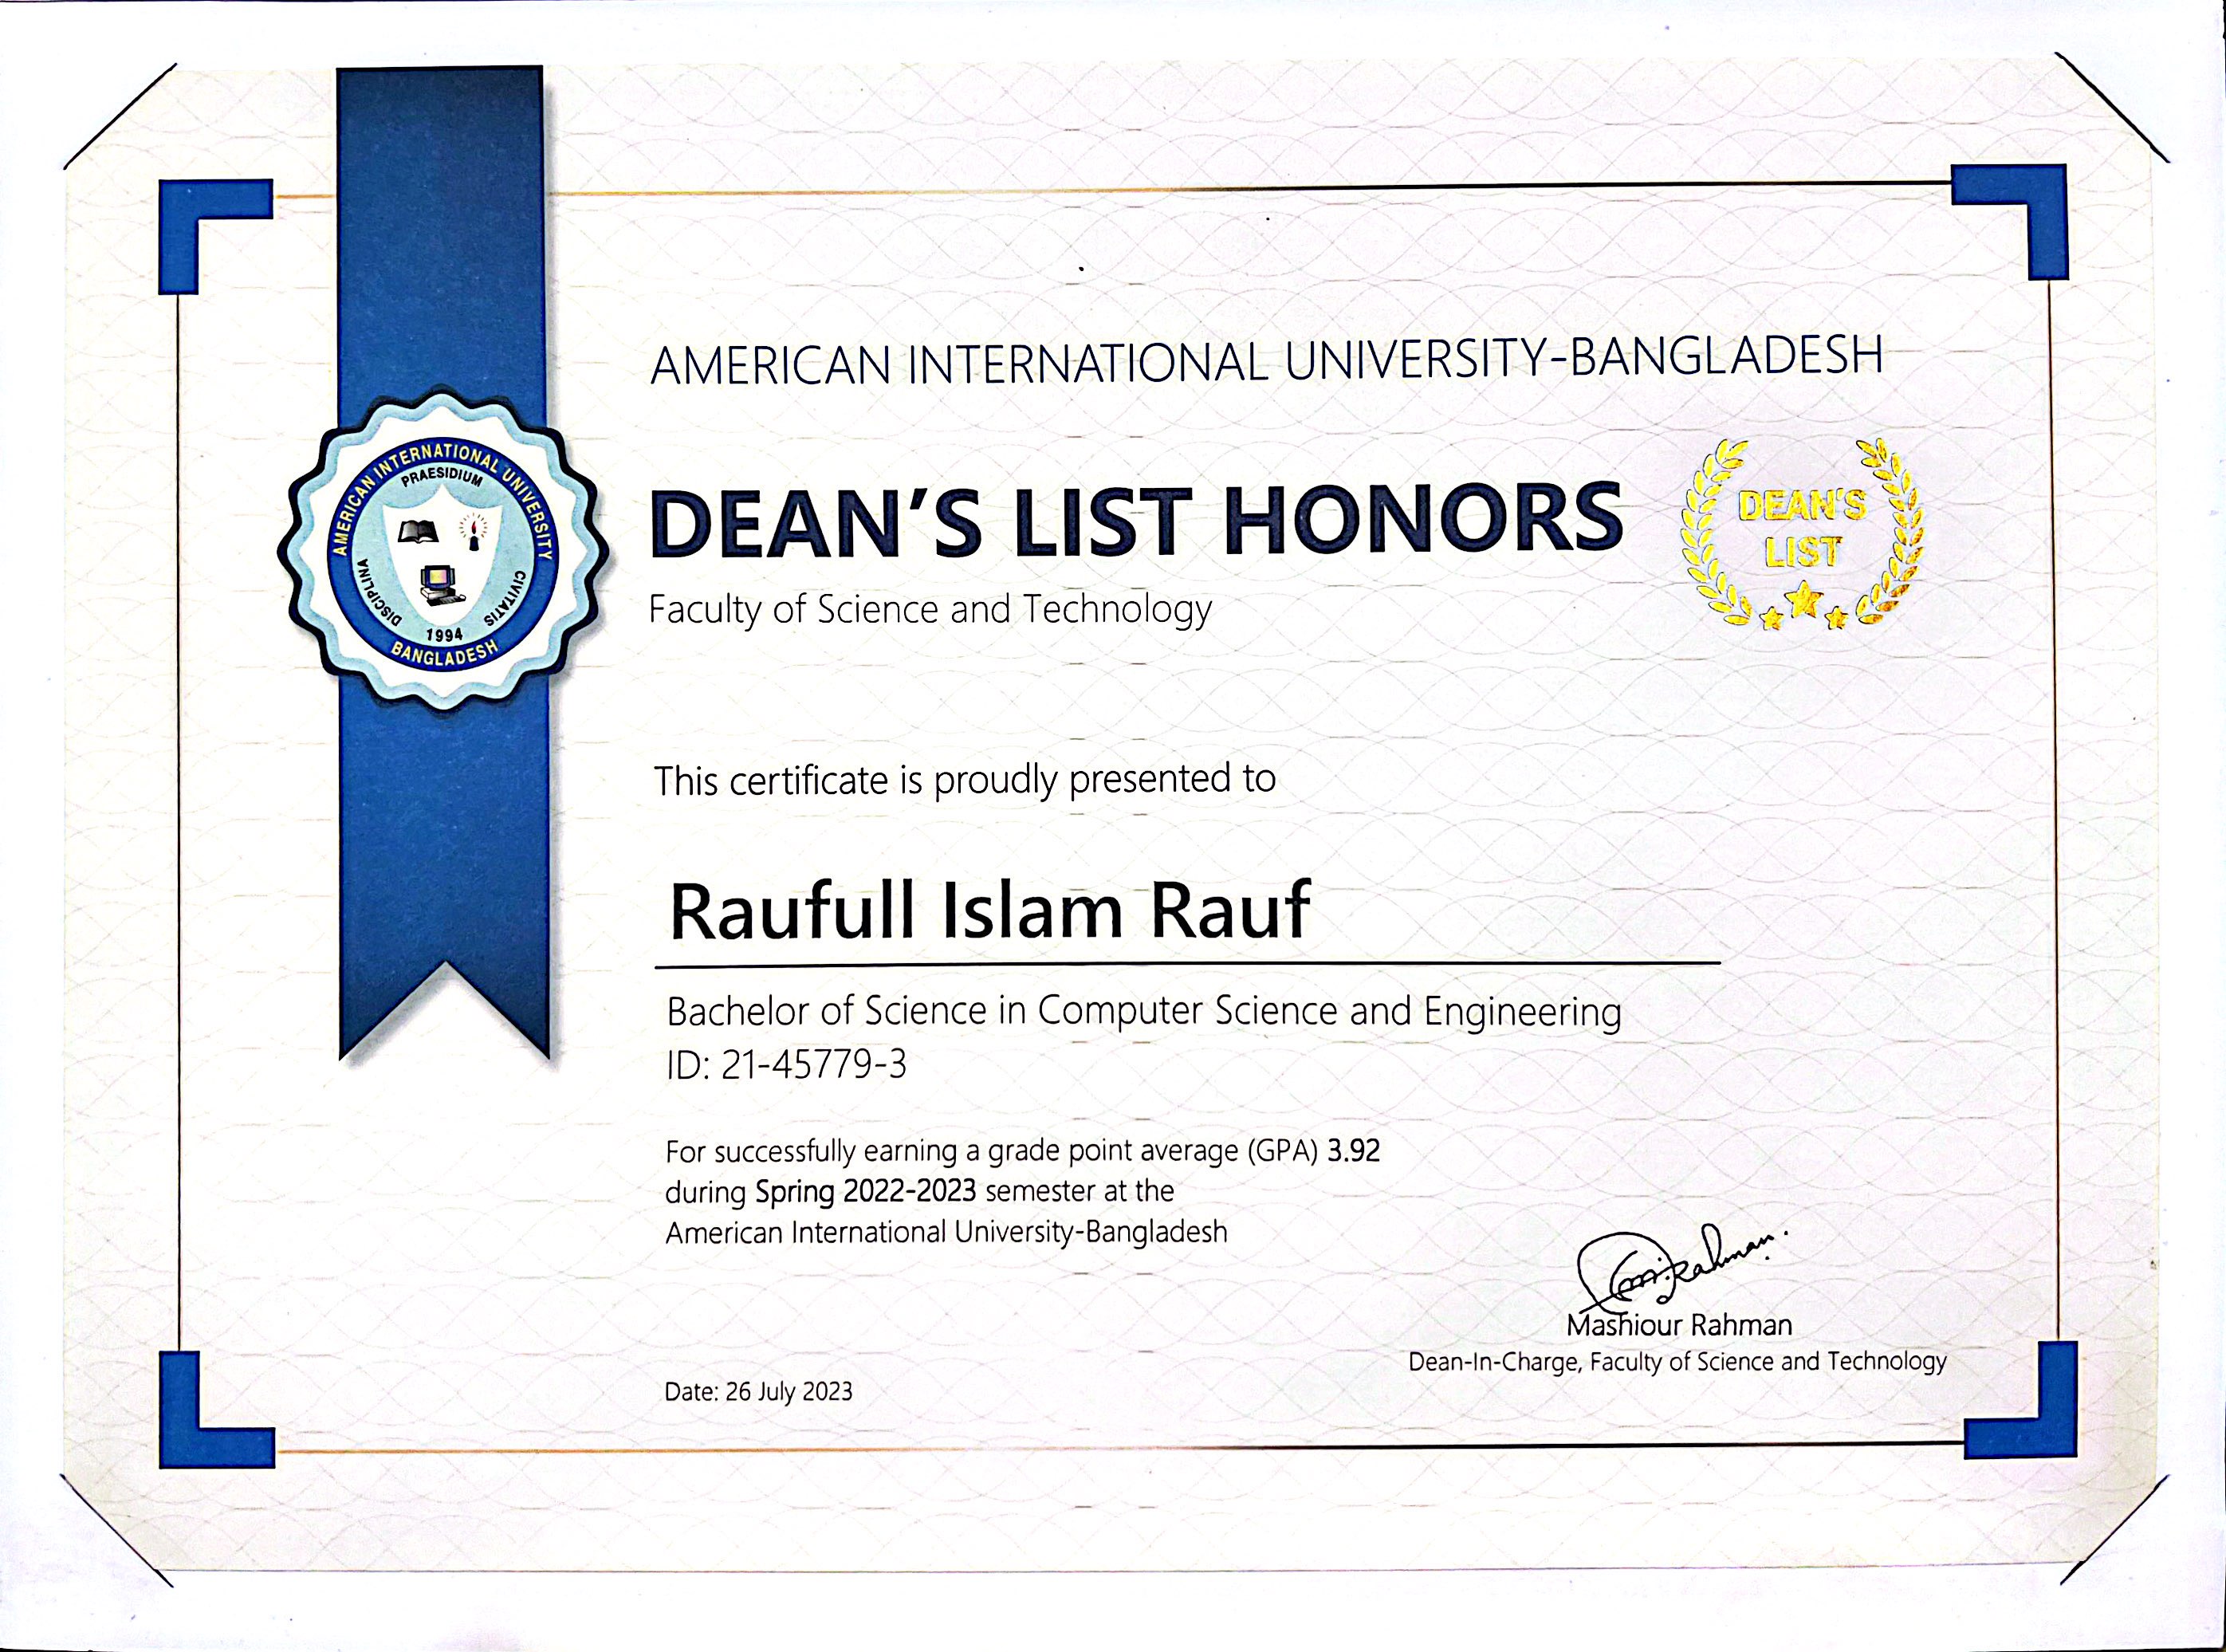 AMERICAN INTERNATIONAL UNIVERSITY-BANGLADESH
DEAN'S LIST HONORS
DEAN'S
LIST
Faculty of Science and Technology
AMERICAN INTERNATIONAL UNIVERSITY
PRAESIDIUM
DISCIPLINA
CIVITATIS
1994
BANGLADESH
This certificate is proudly presented to
Raufull Islam Rauf
Bachelor of Science in Computer Science and Engineering
ID: 21-45779-3
For successfully earning a grade point average (GPA) 3.92
during Spring 2022-2023 semester at the
American International University-Bangladesh
Mashiour Rahman
Dean-In-Charge, Faculty of Science and Technology
Date: 26 July 2023